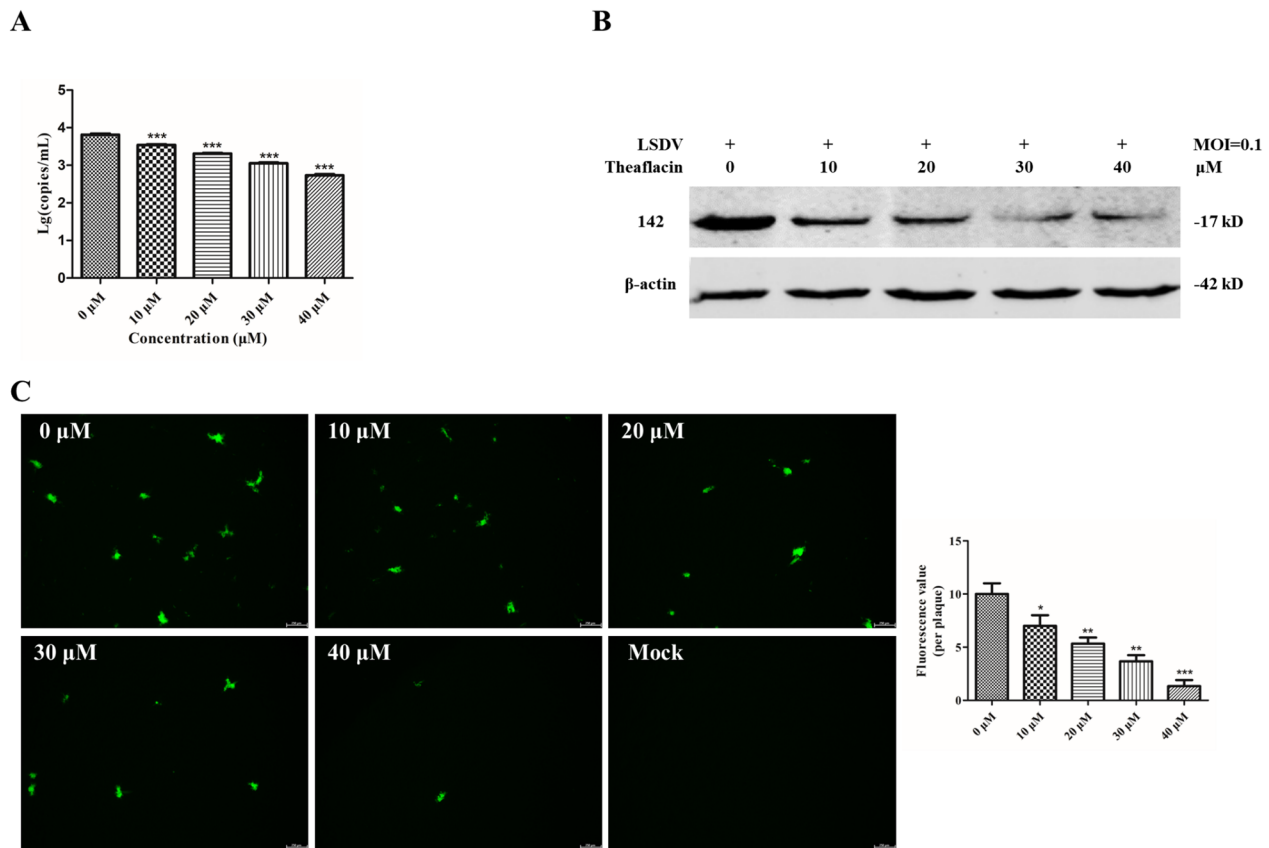 A
Lg(copies/mL)
5
4
3
2
1
0
***
***
***
***
0 μM
10 μM
20 μM
30 μM
40 μM
Concentration (μM)
B
LSDV + + + + + MOI=0.1
Theaflacin 0 10 20 30 40 μM
142 -17 kD
β-actin -42 kD
C
0 μM
10 μM
20 μM
30 μM
40 μM
Mock
Fluorescence value
(per plaque)
15
10
5
0
*
**
**
***
0 μM
10 μM
20 μM
30 μM
40 μM